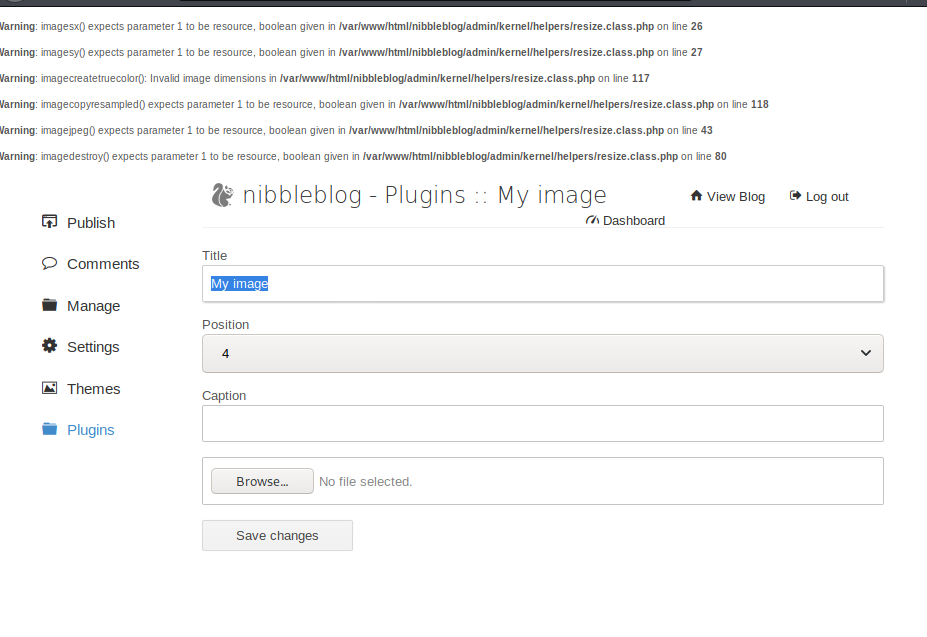 Warning: imagesx() expects parameter 1 to be resource, boolean given in /var/www/html/nibbleblog/admin/kernel/helpers/resize.class.php on line 26
Warning: imagesy() expects parameter 1 to be resource, boolean given in /var/www/html/nibbleblog/admin/kernel/helpers/resize.class.php on line 27
Warning: imagecreatetruecolor(): Invalid image dimensions in /var/www/html/nibbleblog/admin/kernel/helpers/resize.class.php on line 117
Warning: imagecopyresampled() expects parameter 1 to be resource, boolean given in /var/www/html/nibbleblog/admin/kernel/helpers/resize.class.php on line 118
Warning: imagejpeg() expects parameter 1 to be resource, boolean given in /var/www/html/nibbleblog/admin/kernel/helpers/resize.class.php on line 43
Warning: imagedestroy() expects parameter 1 to be resource, boolean given in /var/www/html/nibbleblog/admin/kernel/helpers/resize.class.php on line 80
nibbleblog - Plugins :: My image
View Blog
Log out
Dashboard
Publish
Comments
Manage
Settings
Themes
Plugins
Title
My image
Position
4
Caption
Browse... No file selected.
Save changes